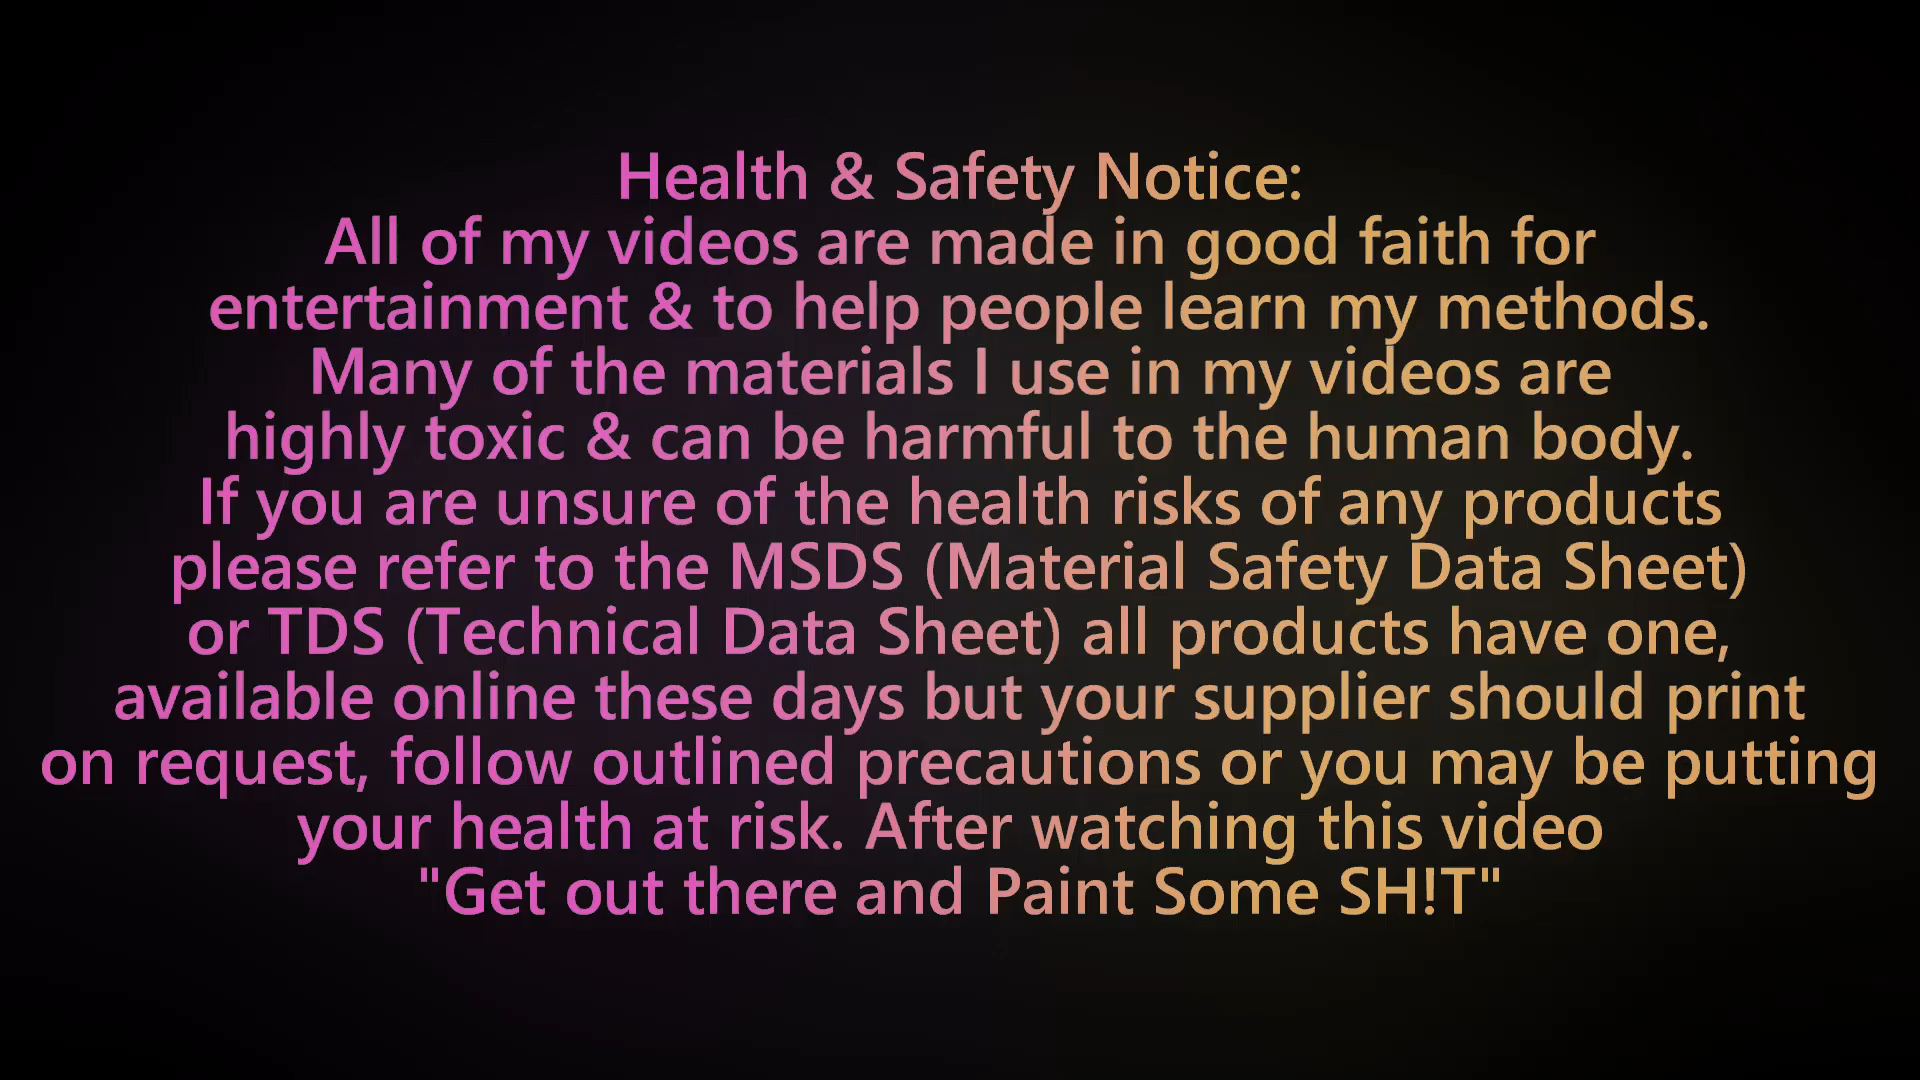 Health & Safety Notice:
All of my videos are made in good faith for
entertainment & to help people learn my methods.
Many of the materials I use in my videos are
highly toxic & can be harmful to the human body.
If you are unsure of the health risks of any products
please refer to the MSDS (Material Safety Data Sheet)
or TDS (Technical Data Sheet) all products have one,
available online these days but your supplier should print
on request, follow outlined precautions or you may be putting
your health at risk. After watching this video
"Get out there and Paint Some SH!T"